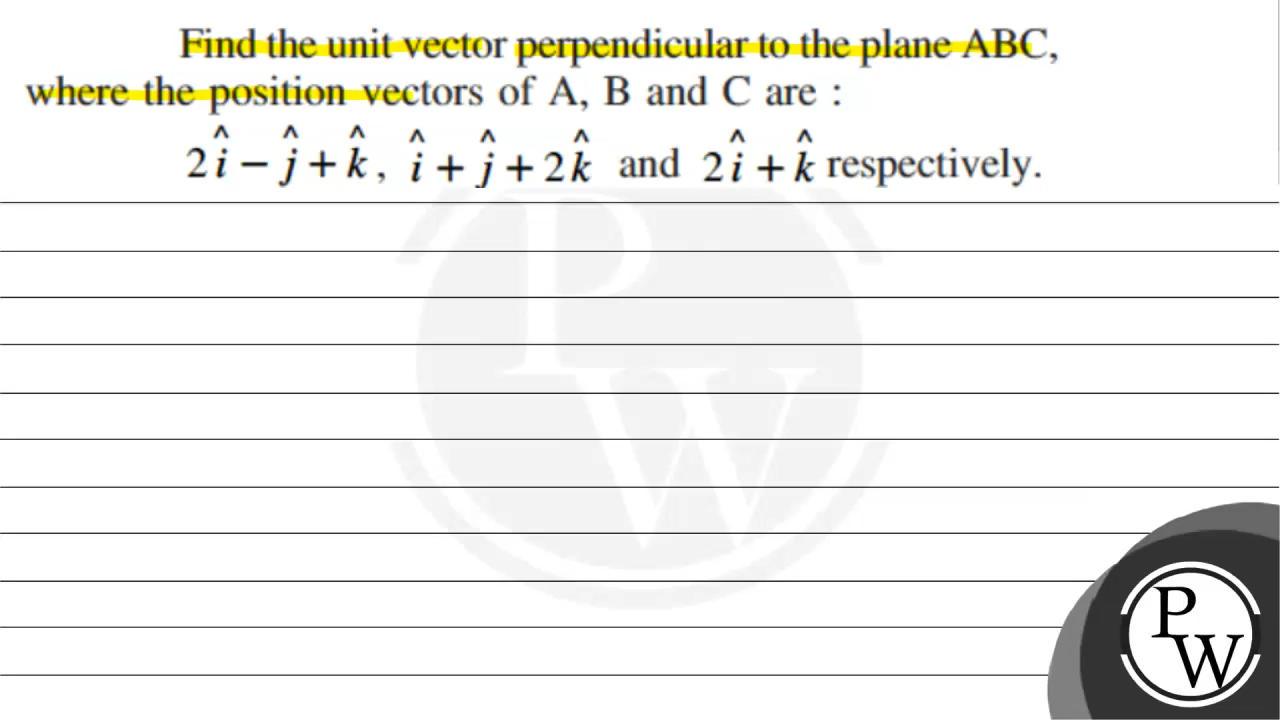 Find the unit vector perpendicular to the plane ABC,
where the position vectors of A, B and C are :
2î − ĵ + k̂, î + ĵ + 2k̂ and 2î + k̂ respectively.
P
W
P
W